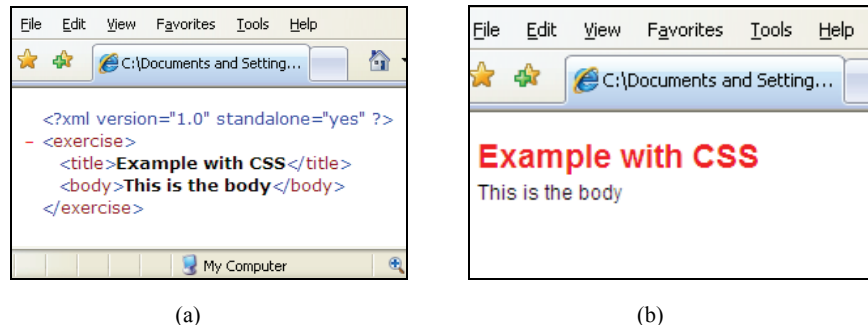 File Edit View Favorites Tools Help
C:\Documents and Setting...
<?xml version="1.0" standalone="yes" ?>
- <exercise>
<title>Example with CSS</title>
<body>This is the body</body>
</exercise>
My Computer
(a)
File Edit View Favorites Tools Help
C:\Documents and Setting...
Example with CSS
This is the body
(b)